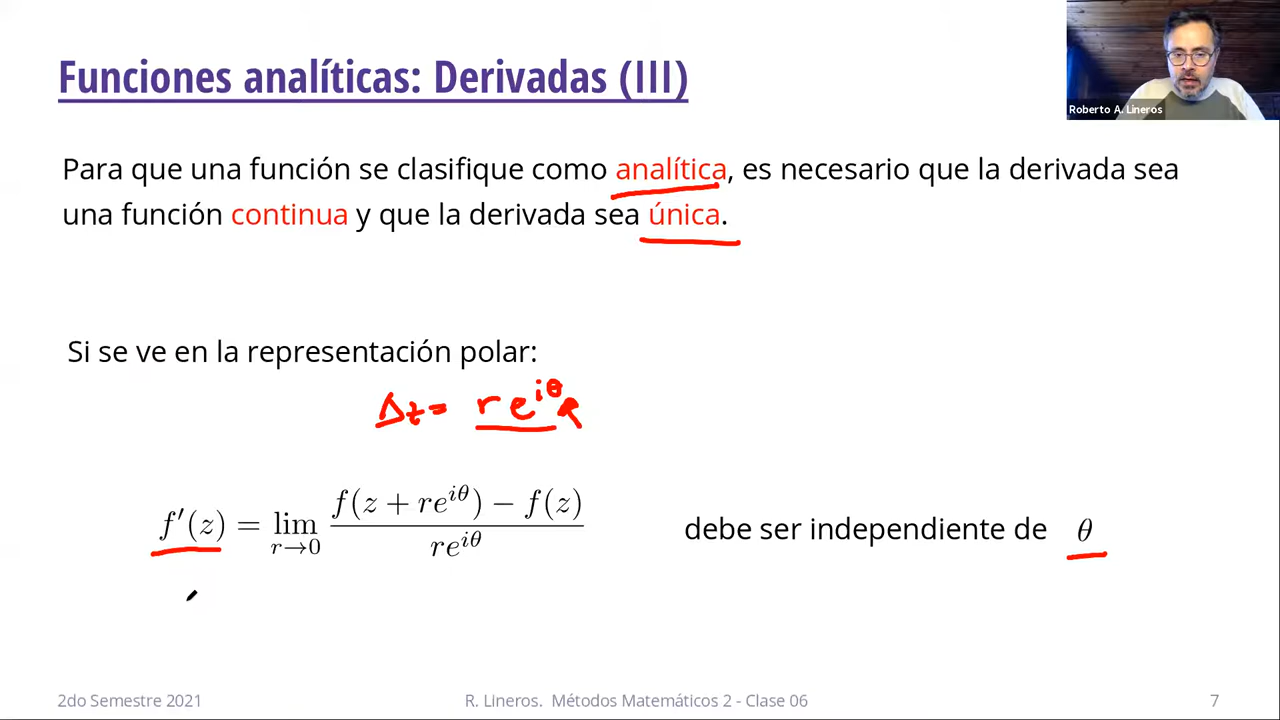 Funciones analíticas: Derivadas (III)
Roberto A. Lineros
Para que una función se clasifique como analítica, es necesario que la derivada sea
una función continua y que la derivada sea única.
Si se ve en la representación polar:
Δz = re^{iθ}
f′(z) = lim_{r→0} \frac{f(z + re^{iθ}) − f(z)}{re^{iθ}} debe ser independiente de θ
2do Semestre 2021 R. Lineros. Métodos Matemáticos 2 - Clase 06 7